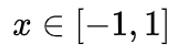 x ∈ [−1, 1]